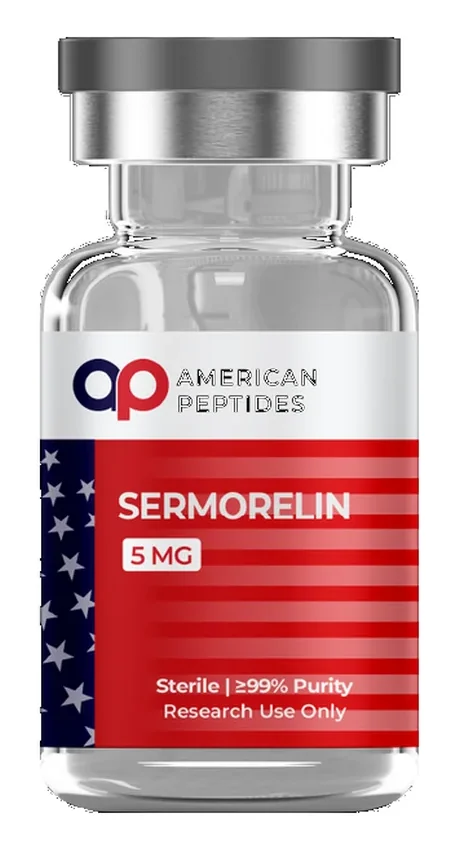 ap AMERICAN
PEPTIDES
SERMORELIN
5 MG
Sterile | ≥99% Purity
Research Use Only